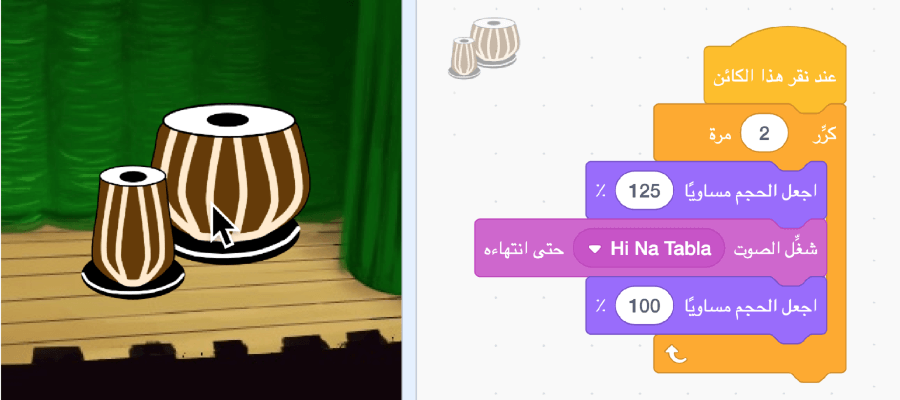 عند نقر هذا الكائن
كرِّر 2 مرة
اجعل الحجم مساويًا 125 ٪
شغِّل الصوت Hi Na Tabla حتى انتهاءه
اجعل الحجم مساويًا 100 ٪